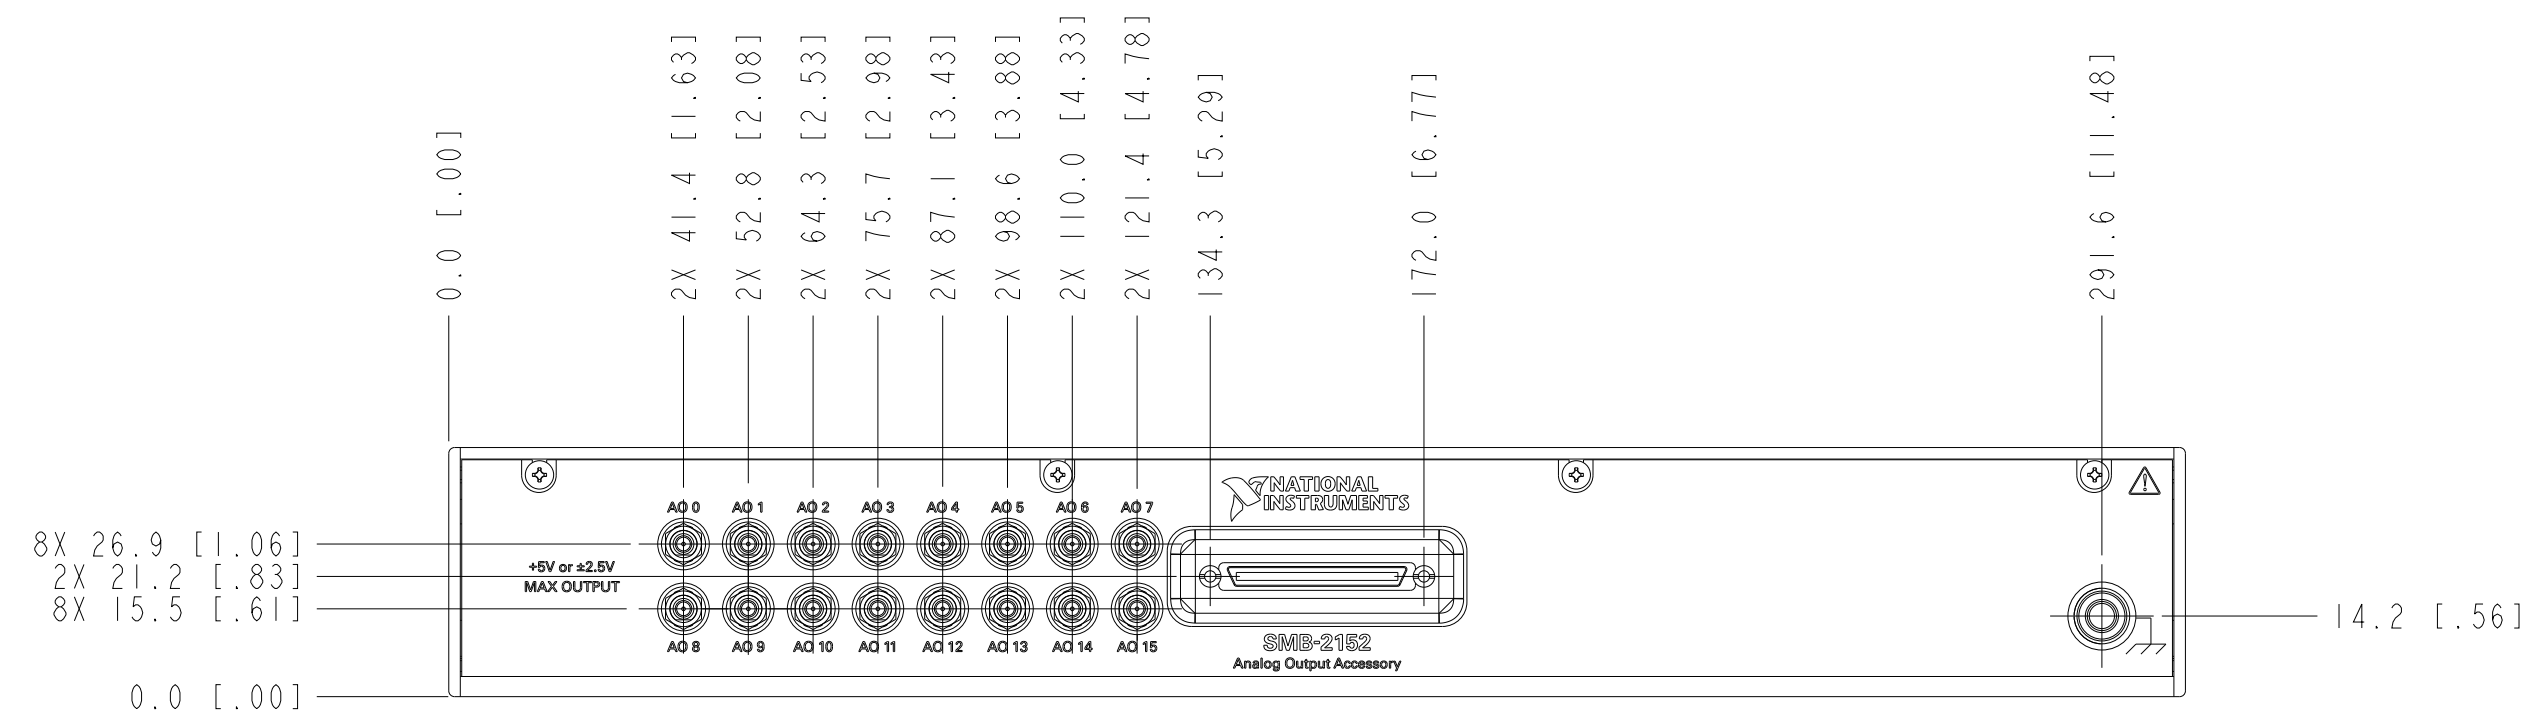 0.0 [.00]
2X 41.4 [1.63]
2X 52.8 [2.08]
2X 64.3 [2.53]
2X 75.7 [2.98]
2X 87.1 [3.43]
2X 98.6 [3.88]
2X 110.0 [4.33]
2X 121.4 [4.78]
134.3 [5.29]
172.0 [6.77]
291.6 [11.48]
NATIONAL
INSTRUMENTS
AO 0 AO 1 AO 2 AO 3 AO 4 AO 5 AO 6 AO 7
8X 26.9 [1.06]
+5V or ±2.5V
2X 21.2 [.83]
MAX OUTPUT
8X 15.5 [.61]
14.2 [.56]
AO 8 AO 9 AO 10 AO 11 AO 12 AO 13 AO 14 AO 15
SMB-2152
Analog Output Accessory
0.0 [.00]